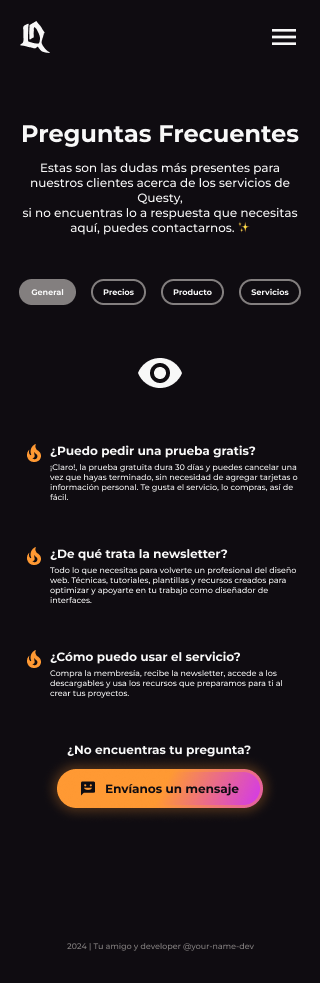 Q
Preguntas Frecuentes
Estas son las dudas más presentes para
nuestros clientes acerca de los servicios de
Questy,
si no encuentras lo a respuesta que necesitas
aquí, puedes contactarnos. ✨
General
Precios
Producto
Servicios
¿Puedo pedir una prueba gratis?
¡Claro!, la prueba gratuita dura 30 días y puedes cancelar una
vez que hayas terminado, sin necesidad de agregar tarjetas o
información personal. Te gusta el servicio, lo compras, así de
fácil.
¿De qué trata la newsletter?
Todo lo que necesitas para volverte un profesional del diseño
web. Técnicas, tutoriales, plantillas y recursos creados para
optimizar y apoyarte en tu trabajo como diseñador de
interfaces.
¿Cómo puedo usar el servicio?
Compra la membresía, recibe la newsletter, accede a los
descargables y usa los recursos que preparamos para ti al
crear tus proyectos.
¿No encuentras tu pregunta?
Envíanos un mensaje
2024 | Tu amigo y developer @your-name-dev